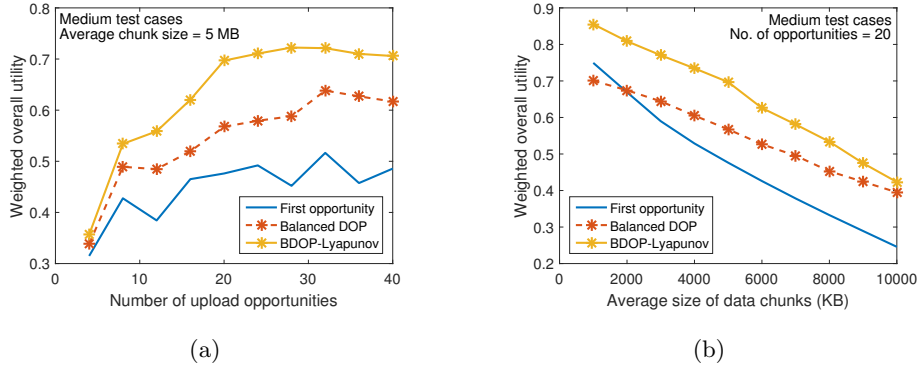 Medium test cases
Average chunk size = 5 MB
0.8
0.7
0.6
0.5
0.4
0.3
Weighted overall utility
First opportunity
Balanced DOP
BDOP-Lyapunov
0 10 20 30 40
Number of upload opportunities
(a)
Medium test cases
No. of opportunities = 20
0.9
0.8
0.7
0.6
0.5
0.4
0.3
0.2
Weighted overall utility
First opportunity
Balanced DOP
BDOP-Lyapunov
0 2000 4000 6000 8000 10000
Average size of data chunks (KB)
(b)